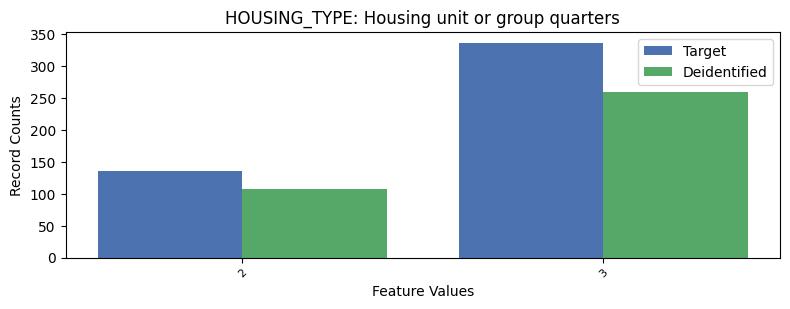 HOUSING_TYPE: Housing unit or group quarters
350
300
250
200
150
100
50
0
Record Counts
Target
Deidentified
2
3
Feature Values